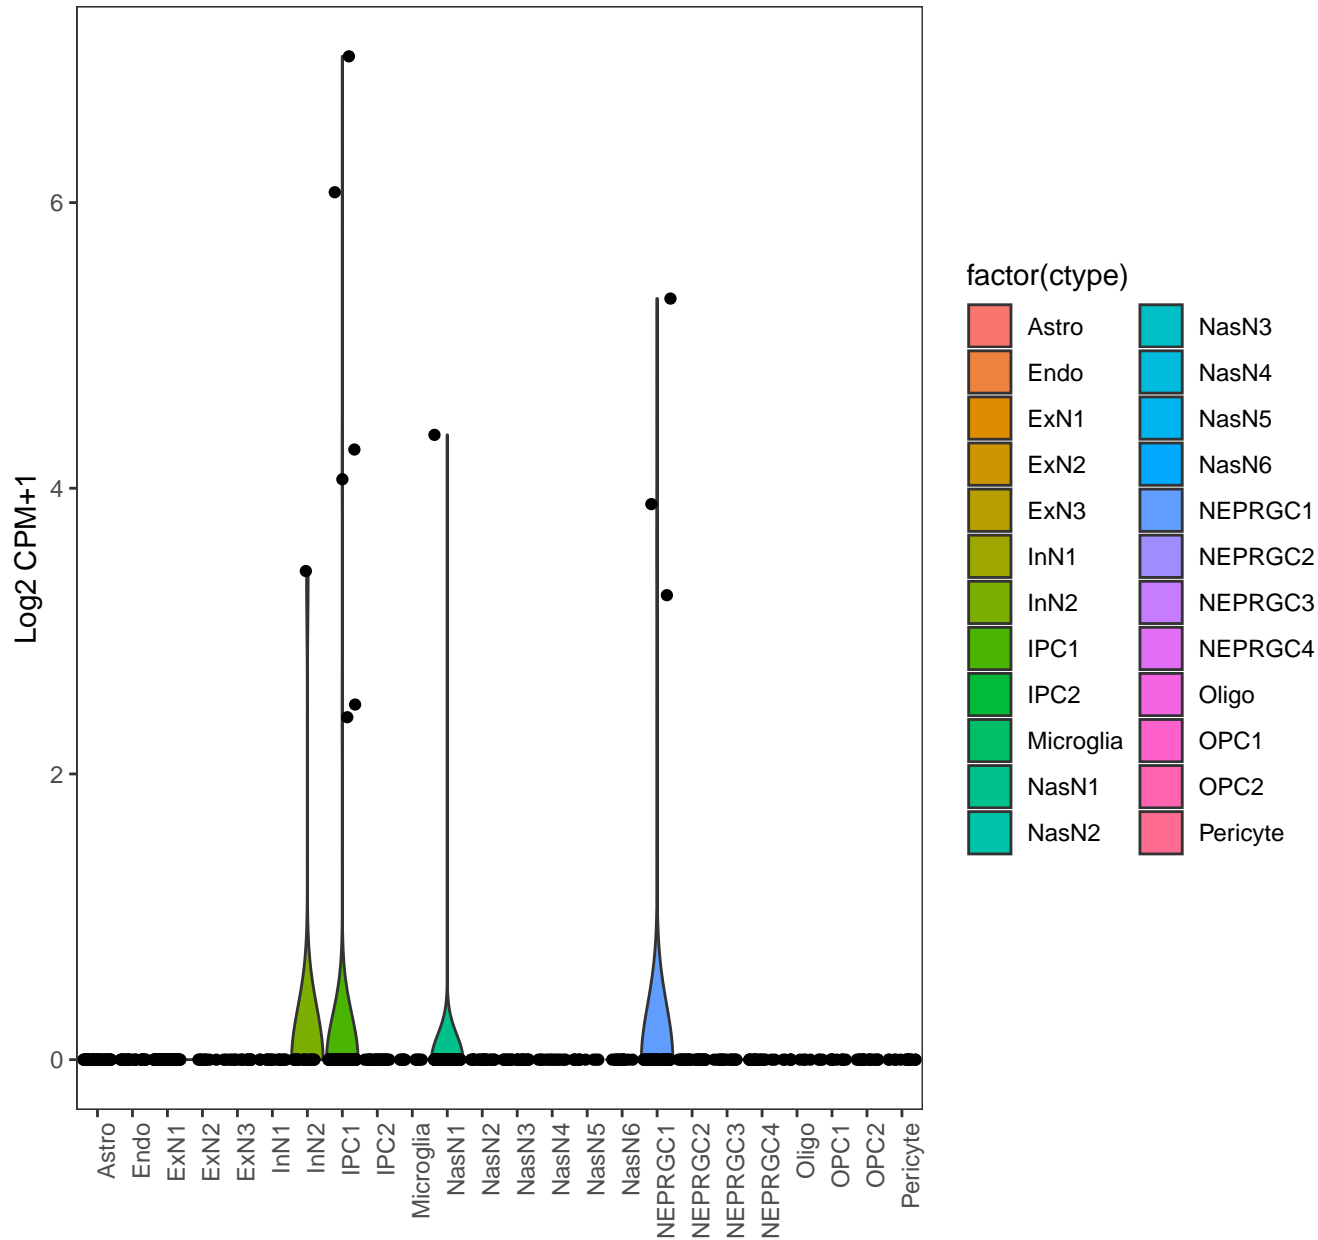 6
4
2
0
Log2 CPM+1
Astro
Endo
ExN1
ExN2
ExN3
InN1
InN2
IPC1
IPC2
Microglia
NasN1
NasN2
NasN3
NasN4
NasN5
NasN6
NEPRGC1
NEPRGC2
NEPRGC3
NEPRGC4
Oligo
OPC1
OPC2
Pericyte
factor(ctype)
Astro
Endo
ExN1
ExN2
ExN3
InN1
InN2
IPC1
IPC2
Microglia
NasN1
NasN2
NasN3
NasN4
NasN5
NasN6
NEPRGC1
NEPRGC2
NEPRGC3
NEPRGC4
Oligo
OPC1
OPC2
Pericyte